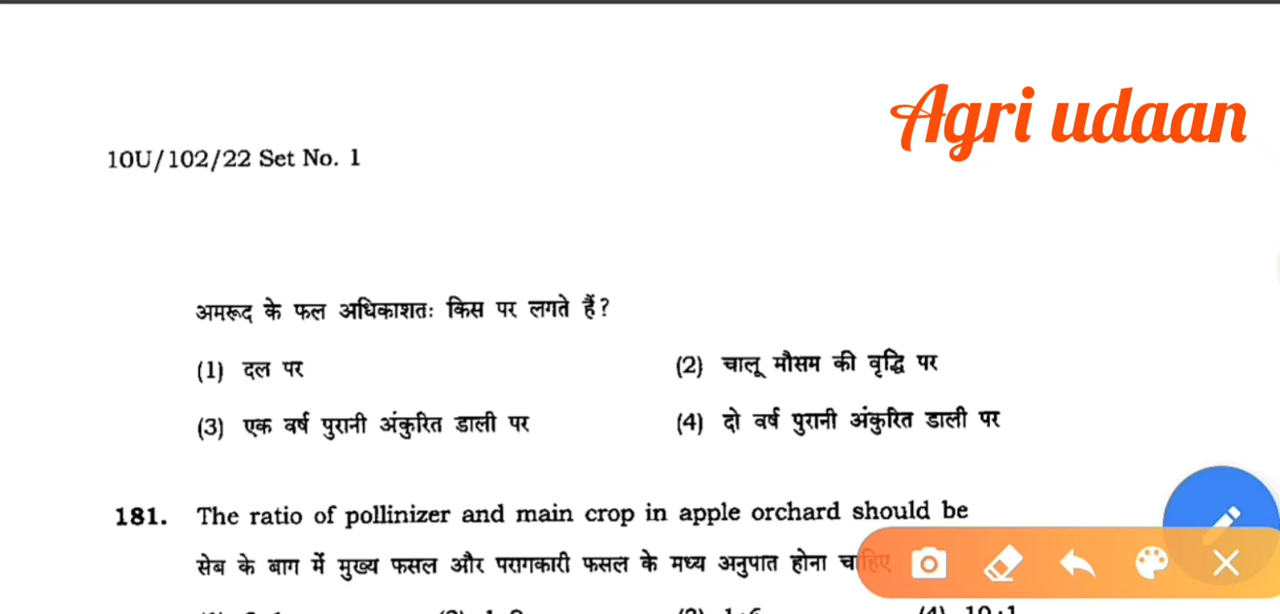 Agri udaan
10U/102/22 Set No. 1
अमरूद के फल अधिकाशतः किस पर लगते हैं?
(1) दल पर
(2) चालू मौसम की वृद्धि पर
(3) एक वर्ष पुरानी अंकुरित डाली पर
(4) दो वर्ष पुरानी अंकुरित डाली पर
181. The ratio of pollinizer and main crop in apple orchard should be
सेब के बाग में मुख्य फसल और परागकारी फसल के मध्य अनुपात होना चाहिए